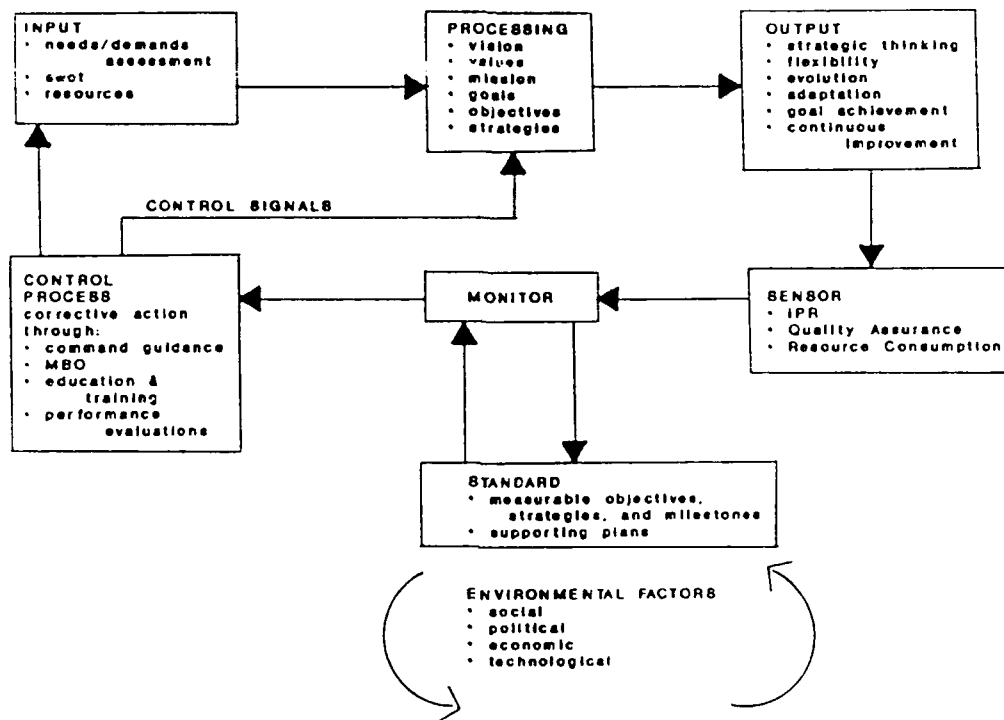 INPUT
• needs/demands
assessment
• swot
• resources
PROCESSING
• vision
• values
• mission
• goals
• objectives
• strategies
OUTPUT
• strategic thinking
• flexibility
• evolution
• adaptation
• goal achievement
• continuous
improvement
CONTROL SIGNALS
CONTROL
PROCESS
corrective action
through:
• command guidance
• MBO
• education &
training
• performance
evaluations
MONITOR
SENSOR
• IPR
• Quality Assurance
• Resource Consumption
STANDARD
• measurable objectives,
strategies, and milestones
• supporting plans
ENVIRONMENTAL FACTORS
• social
• political
• economic
• technological